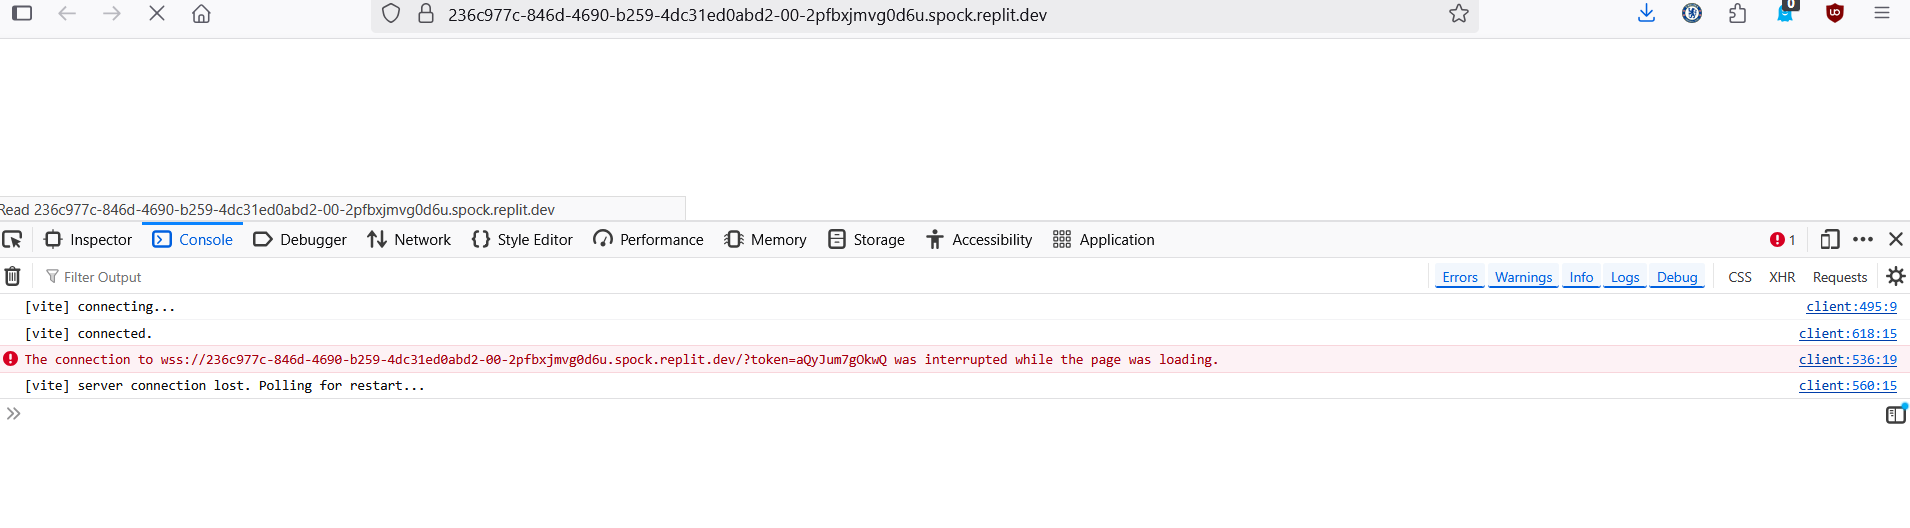 236c977c-846d-4690-b259-4dc31ed0abd2-00-2pfbxjmvg0d6u.spock.replit.dev
0
Read 236c977c-846d-4690-b259-4dc31ed0abd2-00-2pfbxjmvg0d6u.spock.replit.dev
Inspector Console Debugger Network Style Editor Performance Memory Storage Accessibility Application 1
Filter Output Errors Warnings Info Logs Debug CSS XHR Requests
[vite] connecting... client:495:9
[vite] connected. client:618:15
The connection to wss://236c977c-846d-4690-b259-4dc31ed0abd2-00-2pfbxjmvg0d6u.spock.replit.dev/?token=aQyJum7gOkwQ was interrupted while the page was loading. client:536:19
[vite] server connection lost. Polling for restart... client:560:15